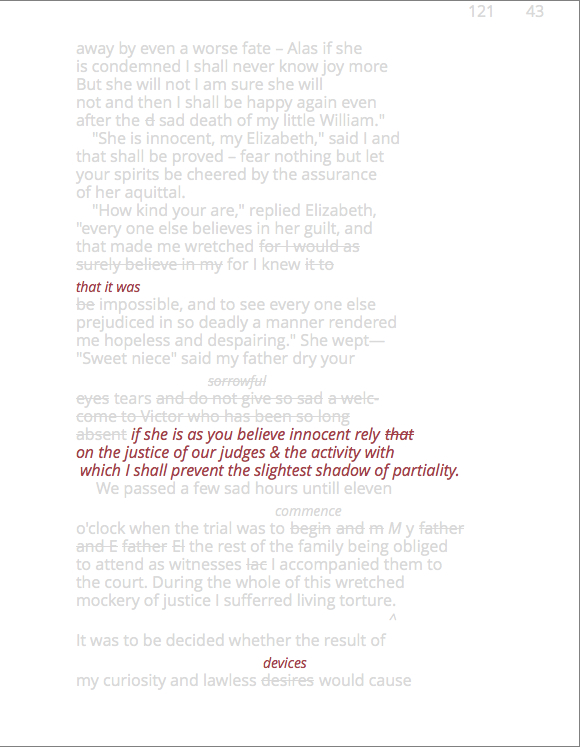 121 43
away by even a worse fate – Alas if she
is condemned I shall never know joy more
But she will not I am sure she will
not and then I shall be happy again even
after the d sad death of my little William."
"She is innocent, my Elizabeth," said I and
that shall be proved – fear nothing but let
your spirits be cheered by the assurance
of her aquittal.
"How kind your are," replied Elizabeth,
"every one else believes in her guilt, and
that made me wretched for I would as
surely believe in my for I knew it to
that it was
be impossible, and to see every one else
prejudiced in so deadly a manner rendered
me hopeless and despairing." She wept—
"Sweet niece" said my father dry your
sorrowful
eyes tears and do not give so sad a welc-
come to Victor who has been so long
absent if she is as you believe innocent rely that
on the justice of our judges & the activity with
which I shall prevent the slightest shadow of partiality.
We passed a few sad hours untill eleven
commence
o'clock when the trial was to begin and m M y father
and E father El the rest of the family being obliged
to attend as witnesses lac I accompanied them to
the court. During the whole of this wretched
mockery of justice I sufferred living torture.
^
It was to be decided whether the result of
devices
my curiosity and lawless desires would cause